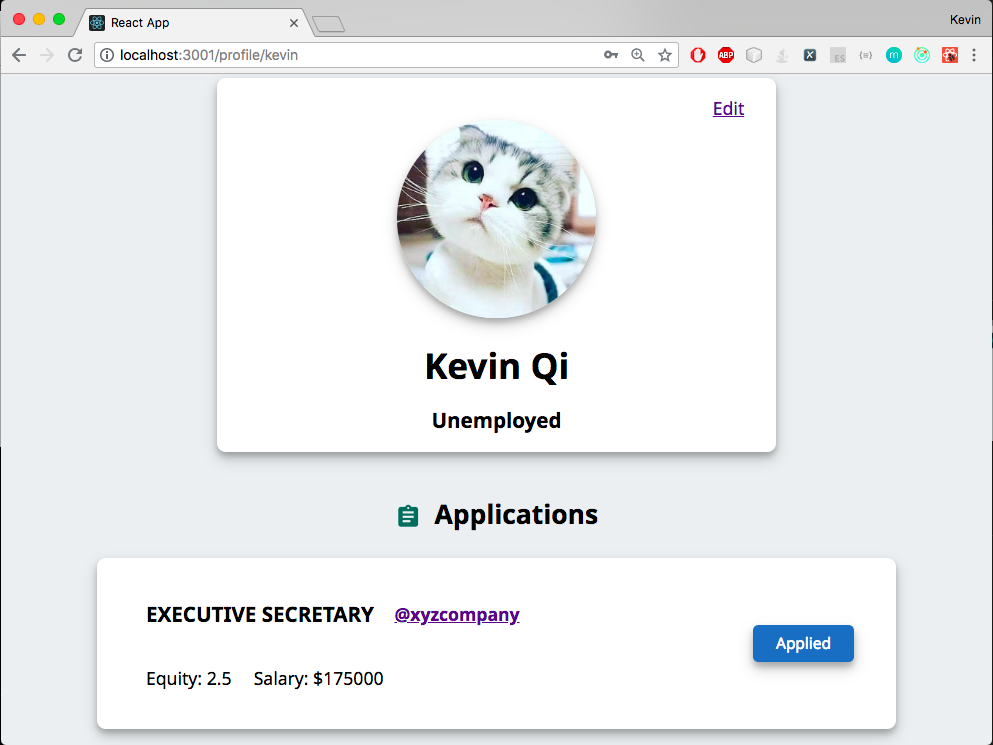 React App
Kevin
localhost:3001/profile/kevin
ABP
X
ES
m
Edit
Kevin Qi
Unemployed
Applications
EXECUTIVE SECRETARY @xyzcompany
Applied
Equity: 2.5 Salary: $175000